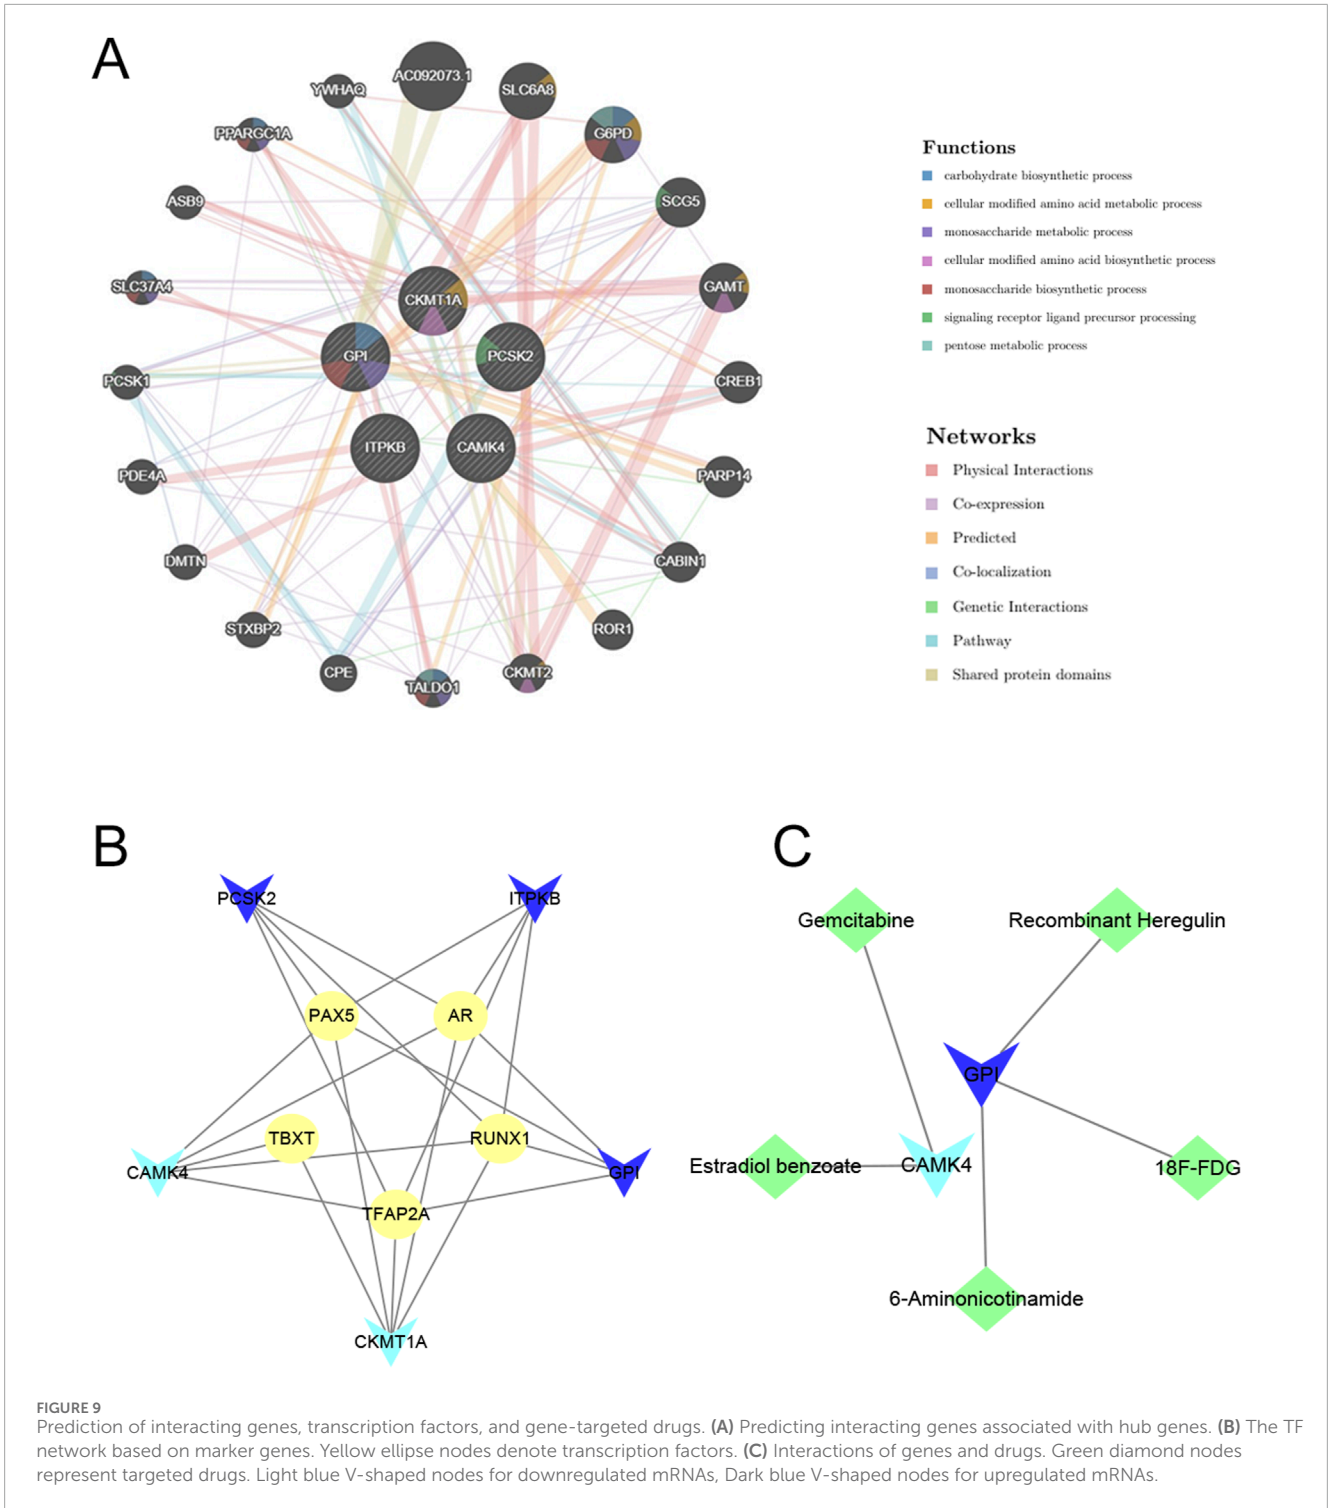 A
AC092073.1
YWHAQ
SLC6A8
PPARGC1A
G6PD
ASB9
SCG5
SLC37A4
CKMT1A
GAMT
GPI
PCSK2
PCSK1
CREB1
ITPKB
CAMK4
PDE4A
PARP14
DMTN
CABIN1
STXBP2
ROR1
CPE
TALDO1
CKMT2
Functions
carbohydrate biosynthetic process
cellular modified amino acid metabolic process
monosaccharide metabolic process
cellular modified amino acid biosynthetic process
monosaccharide biosynthetic process
signaling receptor ligand precursor processing
pentose metabolic process
Networks
Physical Interactions
Co-expression
Predicted
Co-localization
Genetic Interactions
Pathway
Shared protein domains
B
PCSK2
ITPKB
PAX5
AR
TBXT
RUNX1
CAMK4
GPI
TFAP2A
CKMT1A
C
Gemcitabine
Recombinant Heregulin
GPI
Estradiol benzoate
CAMK4
18F-FDG
6-Aminonicotinamide
FIGURE 9
Prediction of interacting genes, transcription factors, and gene-targeted drugs. (A) Predicting interacting genes associated with hub genes. (B) The TF
network based on marker genes. Yellow ellipse nodes denote transcription factors. (C) Interactions of genes and drugs. Green diamond nodes
represent targeted drugs. Light blue V-shaped nodes for downregulated mRNAs, Dark blue V-shaped nodes for upregulated mRNAs.